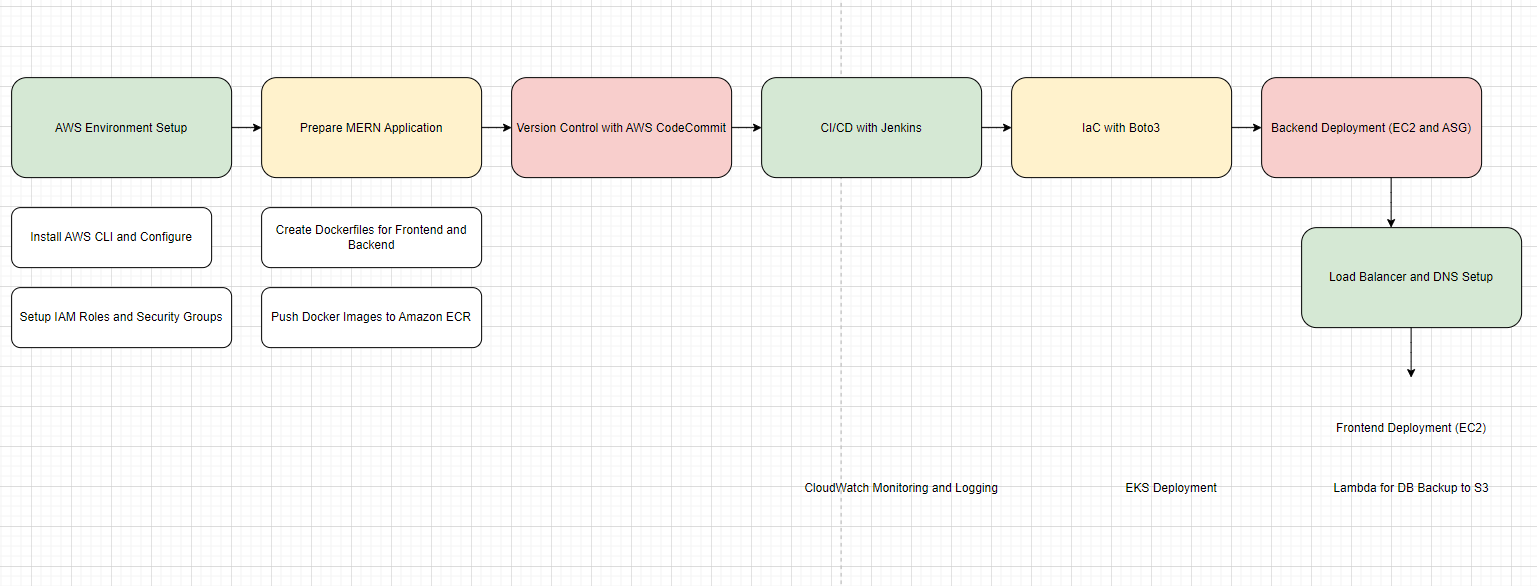 AWS Environment Setup
Prepare MERN Application
Version Control with AWS CodeCommit
CI/CD with Jenkins
IaC with Boto3
Backend Deployment (EC2 and ASG)
Install AWS CLI and Configure
Create Dockerfiles for Frontend and
Backend
Setup IAM Roles and Security Groups
Push Docker Images to Amazon ECR
Load Balancer and DNS Setup
Frontend Deployment (EC2)
CloudWatch Monitoring and Logging
EKS Deployment
Lambda for DB Backup to S3